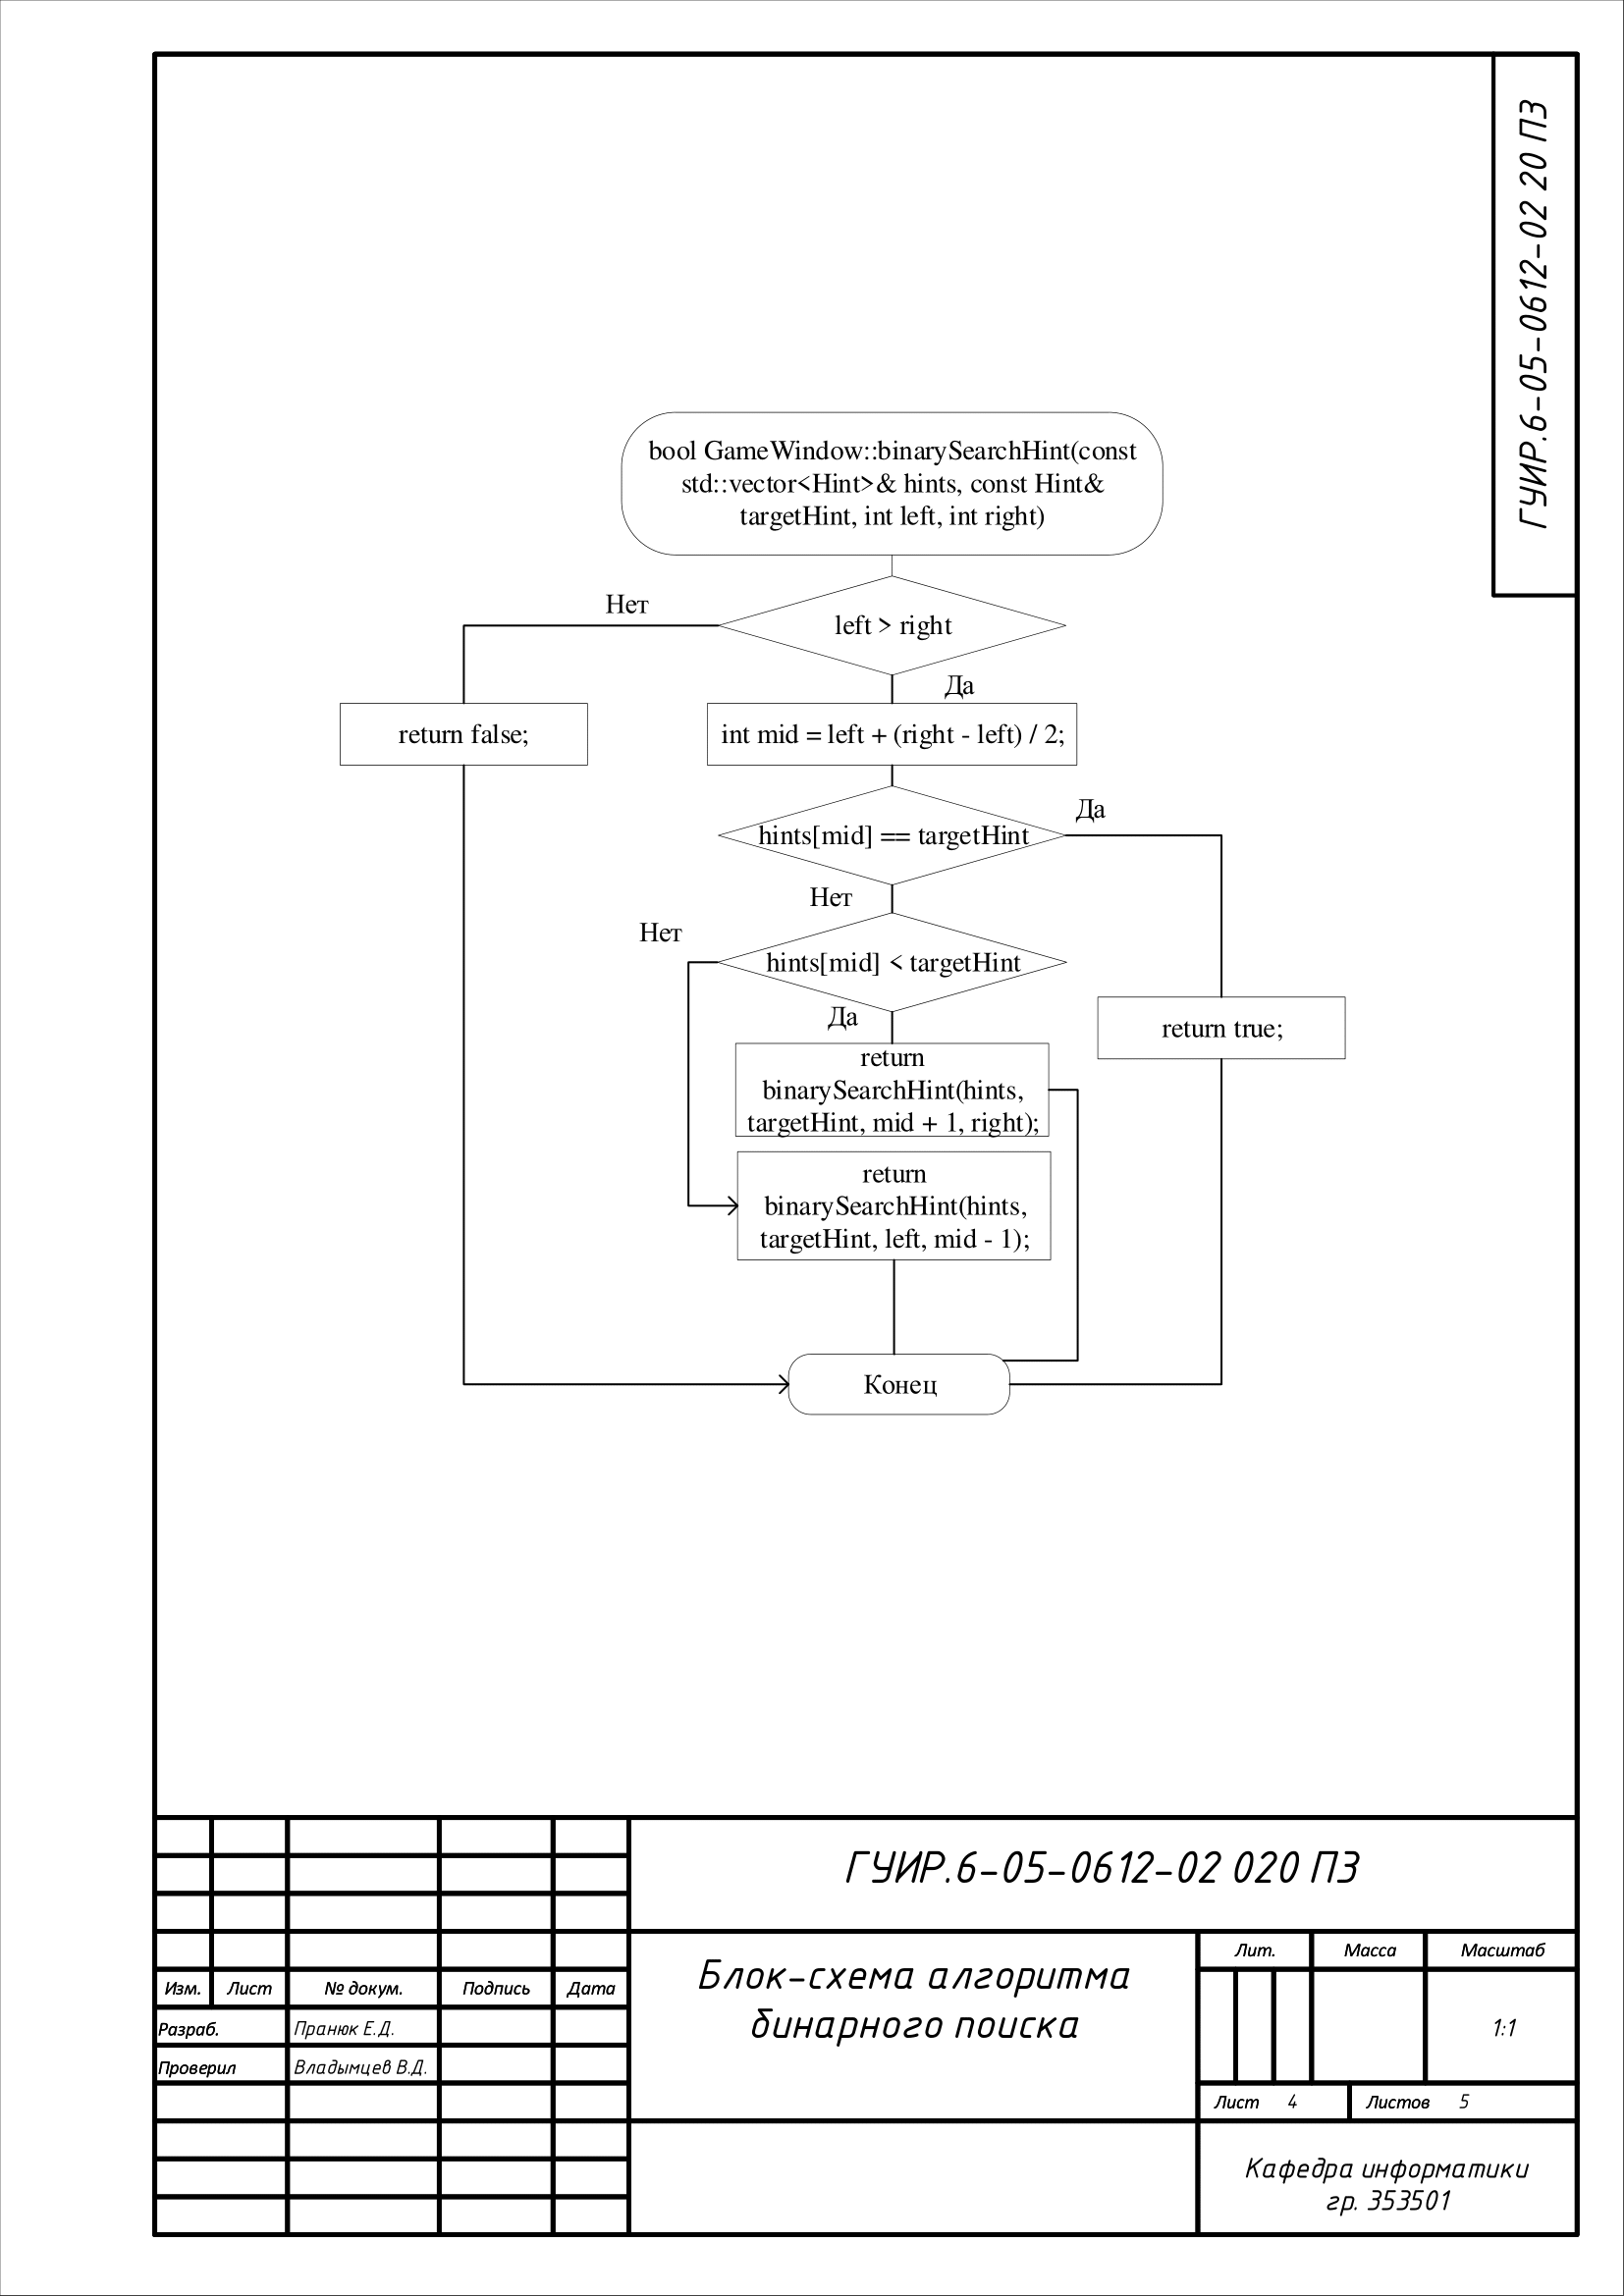 ГУИР.6-05-0612-02 20 ПЗ
bool GameWindow::binarySearchHint(const
std::vector<Hint>& hints, const Hint&
targetHint, int left, int right)
Нет
left > right
Да
return false;
int mid = left + (right - left) / 2;
Да
hints[mid] == targetHint
Нет
Нет
hints[mid] < targetHint
Да
return true;
return
binarySearchHint(hints,
targetHint, mid + 1, right);
return
binarySearchHint(hints,
targetHint, left, mid - 1);
Конец
ГУИР.6-05-0612-02 020 ПЗ
Блок-схема алгоритма
бинарного поиска
Лит. Масса Масштаб
1:1
Изм. Лист № докум. Подпись Дата
Разраб. Пранюк Е.Д.
Проверил Владымцев В.Д.
Лист 4 Листов 5
Кафедра информатики
гр. 353501